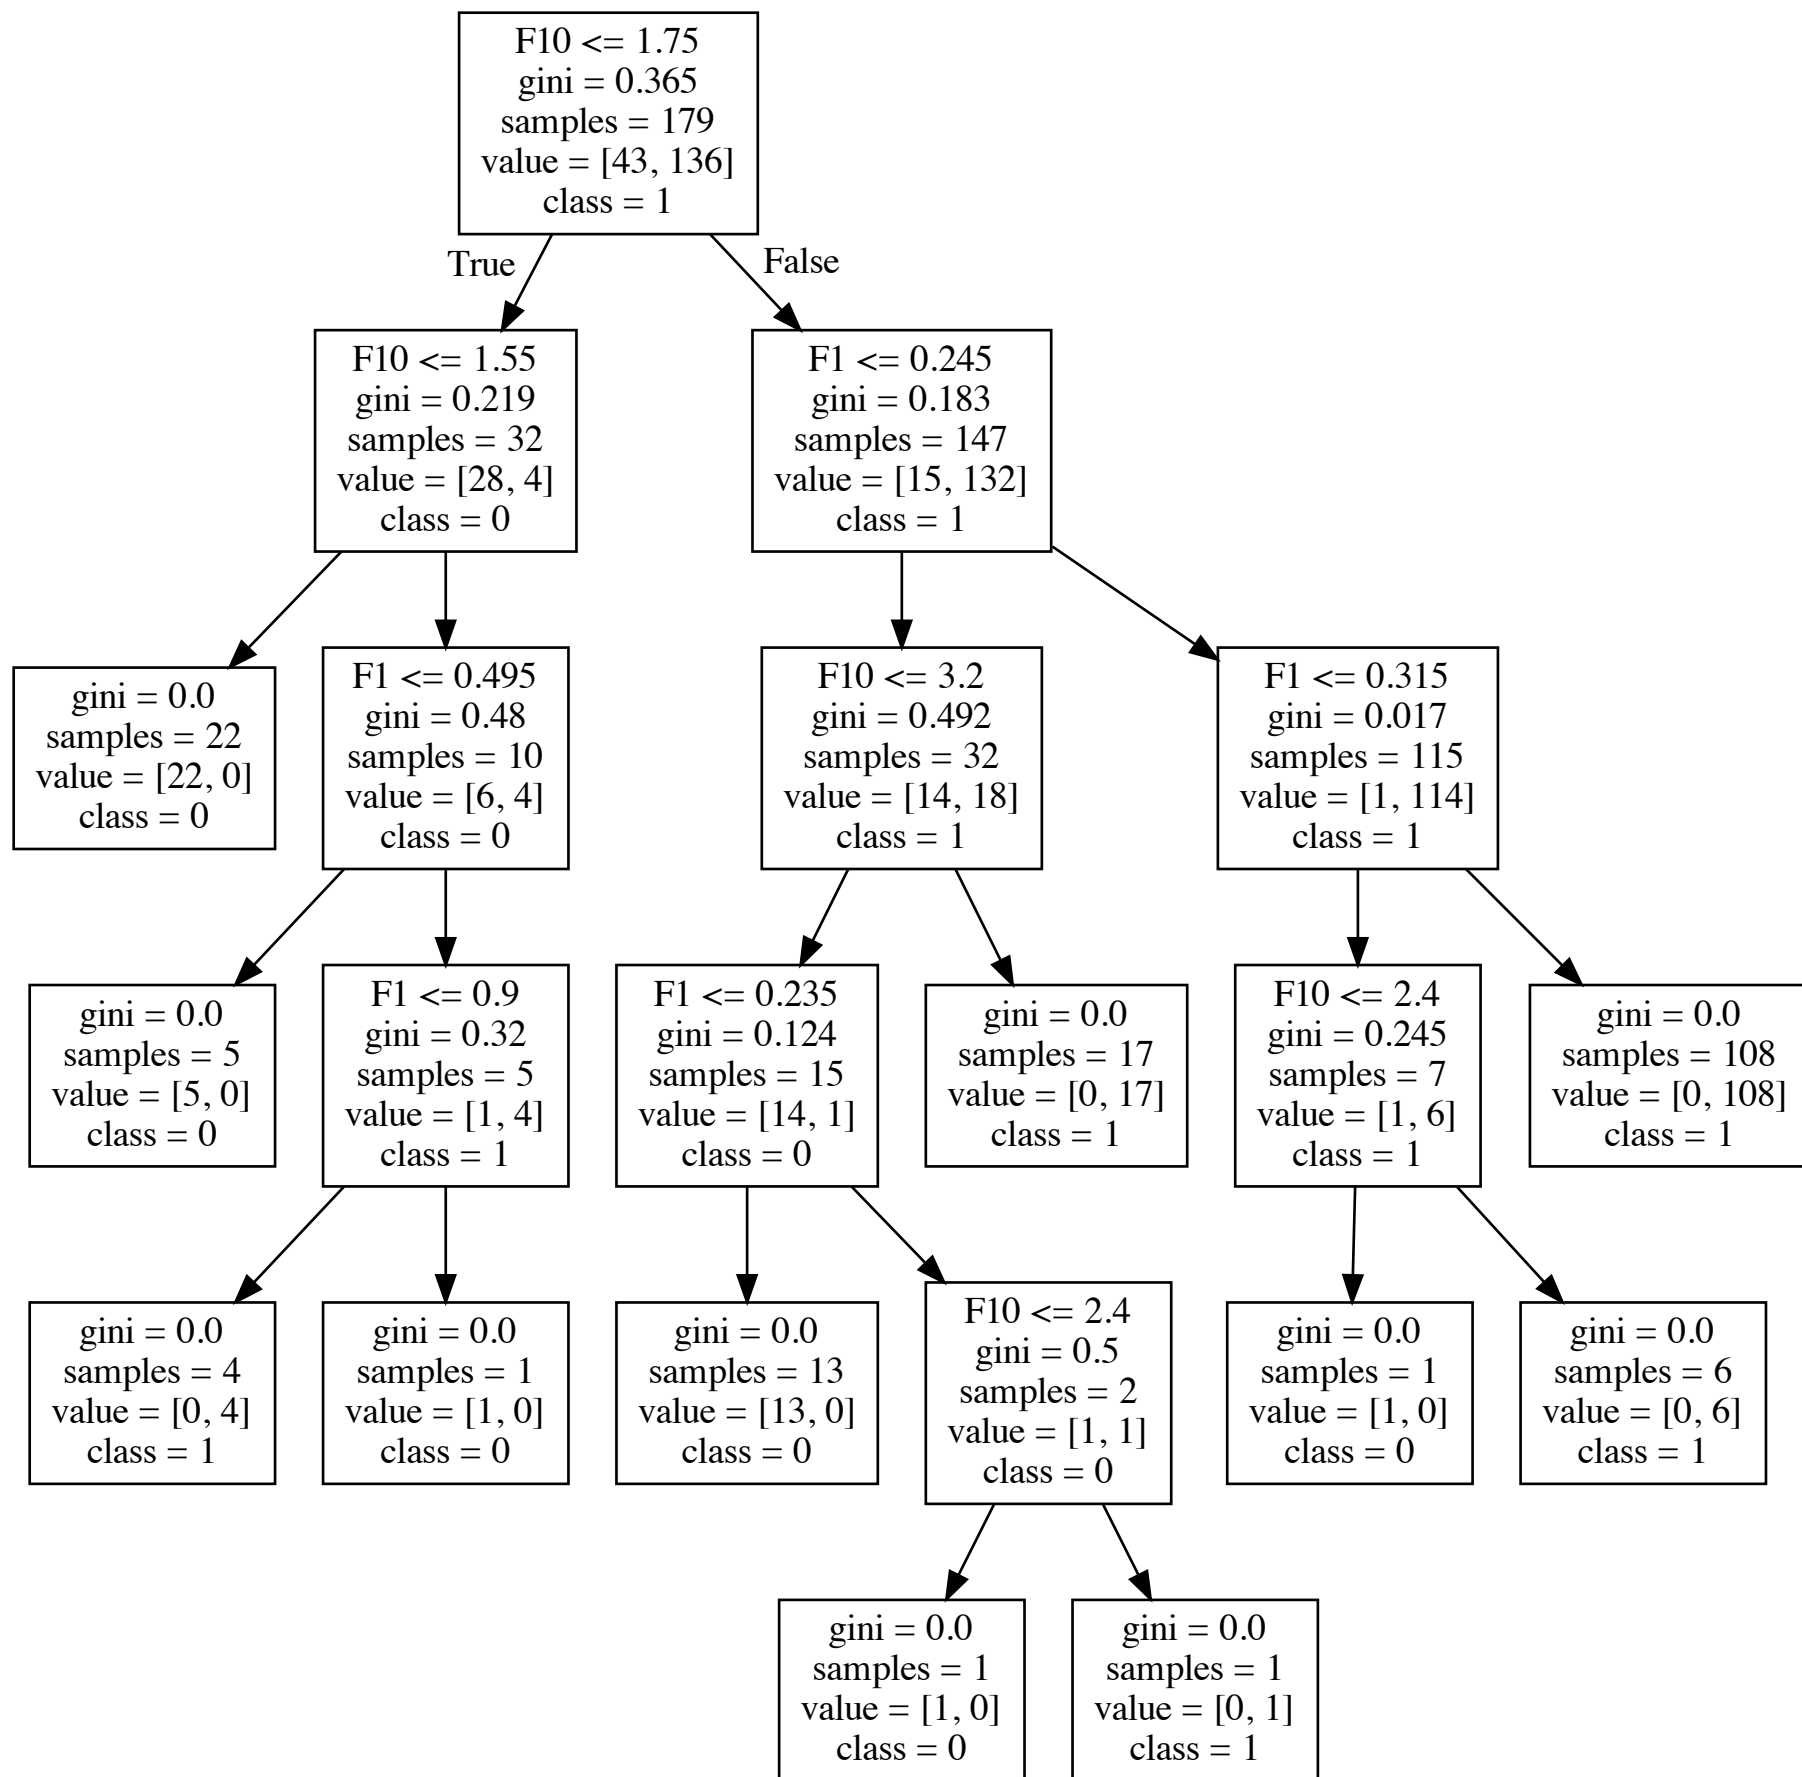 F10 <= 1.75
gini = 0.365
samples = 179
value = [43, 136]
class = 1
True
False
F10 <= 1.55
gini = 0.219
samples = 32
value = [28, 4]
class = 0
F1 <= 0.245
gini = 0.183
samples = 147
value = [15, 132]
class = 1
gini = 0.0
samples = 22
value = [22, 0]
class = 0
F1 <= 0.495
gini = 0.48
samples = 10
value = [6, 4]
class = 0
F10 <= 3.2
gini = 0.492
samples = 32
value = [14, 18]
class = 1
F1 <= 0.315
gini = 0.017
samples = 115
value = [1, 114]
class = 1
gini = 0.0
samples = 5
value = [5, 0]
class = 0
F1 <= 0.9
gini = 0.32
samples = 5
value = [1, 4]
class = 1
F1 <= 0.235
gini = 0.124
samples = 15
value = [14, 1]
class = 0
gini = 0.0
samples = 17
value = [0, 17]
class = 1
F10 <= 2.4
gini = 0.245
samples = 7
value = [1, 6]
class = 1
gini = 0.0
samples = 108
value = [0, 108]
class = 1
gini = 0.0
samples = 4
value = [0, 4]
class = 1
gini = 0.0
samples = 1
value = [1, 0]
class = 0
gini = 0.0
samples = 13
value = [13, 0]
class = 0
F10 <= 2.4
gini = 0.5
samples = 2
value = [1, 1]
class = 0
gini = 0.0
samples = 1
value = [1, 0]
class = 0
gini = 0.0
samples = 6
value = [0, 6]
class = 1
gini = 0.0
samples = 1
value = [1, 0]
class = 0
gini = 0.0
samples = 1
value = [0, 1]
class = 1